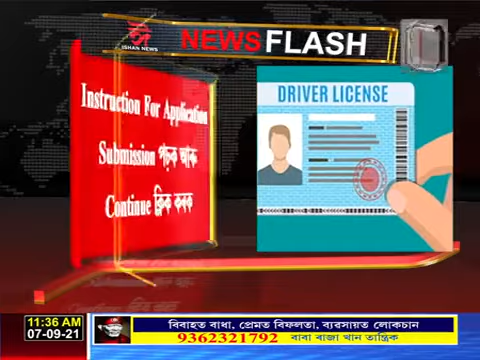 ISHAN NEWS
NEWS FLASH
Instruction For Application
Submission পঢ়ক আৰু
Continue ক্লিক কৰক
DRIVER LICENSE
11:36 AM
07-09-21
বিবাহত বাধা, প্ৰেমত বিফলতা, ব্যৱসায়ত লোকচান
9362321792 বাবা ৰাজা খান তান্ত্ৰিক